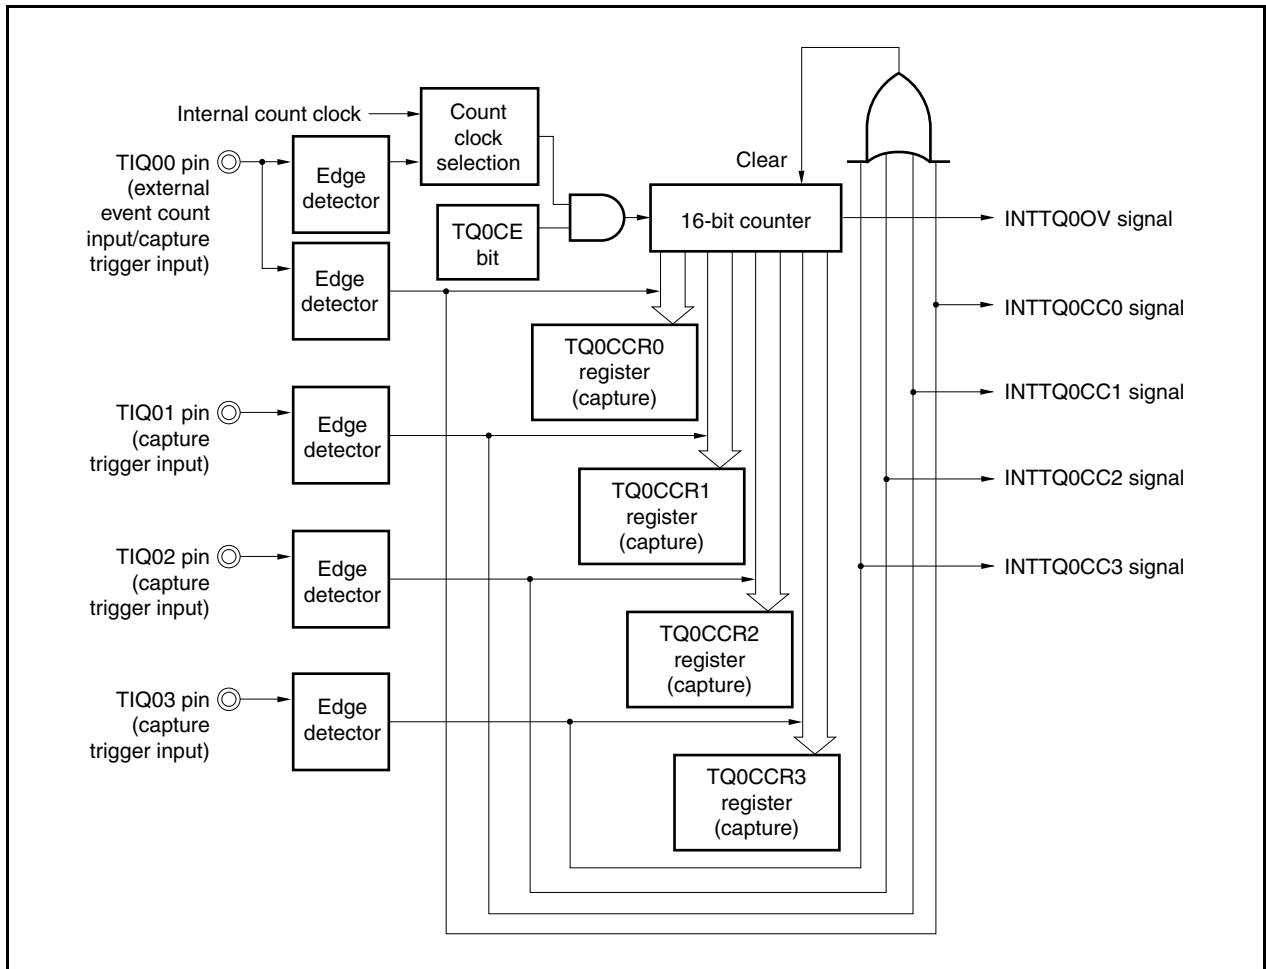 Internal count clock
Count
clock
selection
TIQ00 pin
(external
event count
input/capture
trigger input)
Edge
detector
Clear
TQ0CE
bit
16-bit counter
INTTQ0OV signal
Edge
detector
INTTQ0CC0 signal
TQ0CCR0
register
(capture)
TIQ01 pin
(capture
trigger input)
Edge
detector
INTTQ0CC1 signal
TQ0CCR1
register
(capture)
INTTQ0CC2 signal
TIQ02 pin
(capture
trigger input)
Edge
detector
INTTQ0CC3 signal
TQ0CCR2
register
(capture)
TIQ03 pin
(capture
trigger input)
Edge
detector
TQ0CCR3
register
(capture)